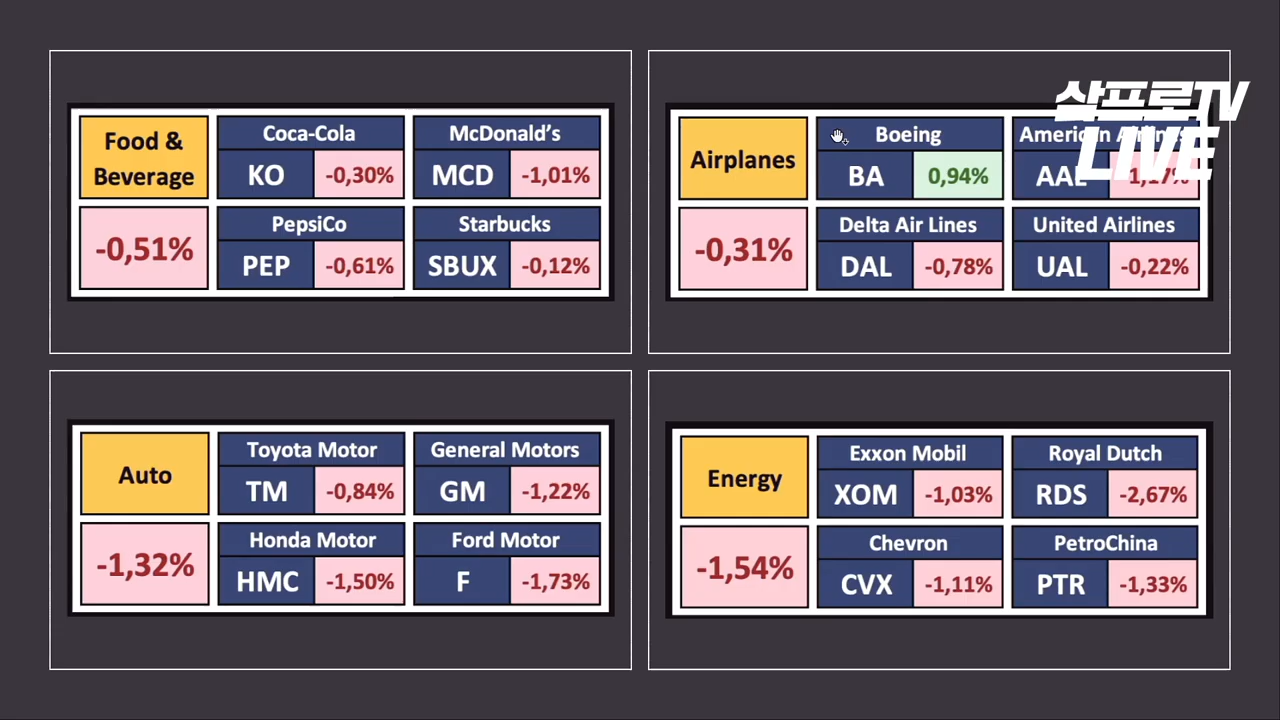 삼프로TV
LIVE
Food &
Beverage
-0,51%
Coca-Cola
KO -0,30%
McDonald's
MCD -1,01%
PepsiCo
PEP -0,61%
Starbucks
SBUX -0,12%
Airplanes
-0,31%
Boeing
BA 0,94%
American
AAL
Delta Air Lines
DAL -0,78%
United Airlines
UAL -0,22%
Auto
-1,32%
Toyota Motor
TM -0,84%
General Motors
GM -1,22%
Honda Motor
HMC -1,50%
Ford Motor
F -1,73%
Energy
-1,54%
Exxon Mobil
XOM -1,03%
Royal Dutch
RDS -2,67%
Chevron
CVX -1,11%
PetroChina
PTR -1,33%